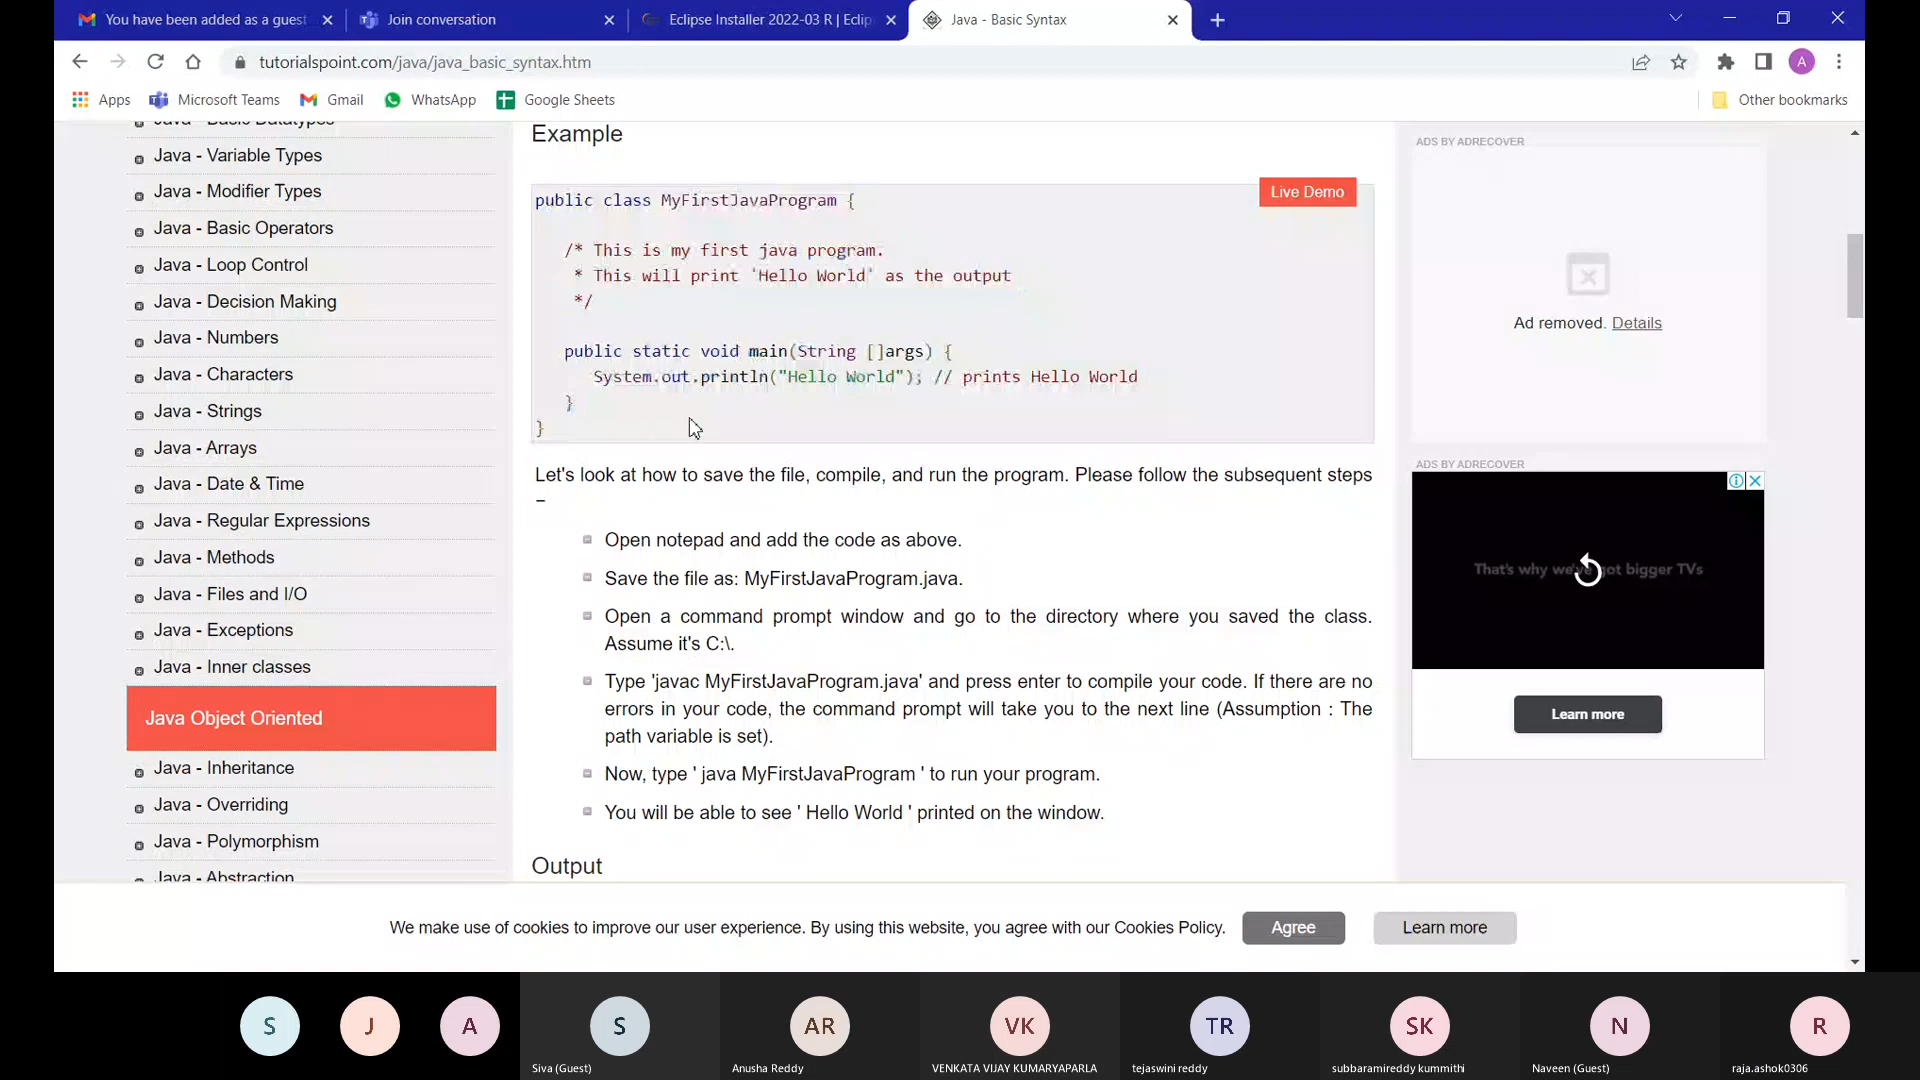 You have been added as a guest
Join conversation
Eclipse Installer 2022-03 R | Eclip
Java - Basic Syntax
tutorialspoint.com/java/java_basic_syntax.htm
A
Apps
Microsoft Teams
Gmail
WhatsApp
Google Sheets
Other bookmarks
Java - Basic Datatypes
Java - Variable Types
Java - Modifier Types
Java - Basic Operators
Java - Loop Control
Java - Decision Making
Java - Numbers
Java - Characters
Java - Strings
Java - Arrays
Java - Date & Time
Java - Regular Expressions
Java - Methods
Java - Files and I/O
Java - Exceptions
Java - Inner classes
Java Object Oriented
Java - Inheritance
Java - Overriding
Java - Polymorphism
Java - Abstraction
Example
Live Demo
public class MyFirstJavaProgram {
/* This is my first java program.
* This will print 'Hello World' as the output
*/
public static void main(String []args) {
System.out.println("Hello World"); // prints Hello World
}
}
Let's look at how to save the file, compile, and run the program. Please follow the subsequent steps
–
Open notepad and add the code as above.
Save the file as: MyFirstJavaProgram.java.
Open a command prompt window and go to the directory where you saved the class.
Assume it's C:\.
Type 'javac MyFirstJavaProgram.java' and press enter to compile your code. If there are no
errors in your code, the command prompt will take you to the next line (Assumption : The
path variable is set).
Now, type ' java MyFirstJavaProgram ' to run your program.
You will be able to see ' Hello World ' printed on the window.
Output
ADS BY ADRECOVER
Ad removed. Details
ADS BY ADRECOVER
That's why we've got bigger TVs
Learn more
We make use of cookies to improve our user experience. By using this website, you agree with our Cookies Policy.
Agree
Learn more
S
J
A
S
AR
VK
TR
SK
N
R
Siva (Guest)
Anusha Reddy
VENKATA VIJAY KUMARYAPARLA
tejaswini reddy
subbaramireddy kummithi
Naveen (Guest)
raja.ashok0306